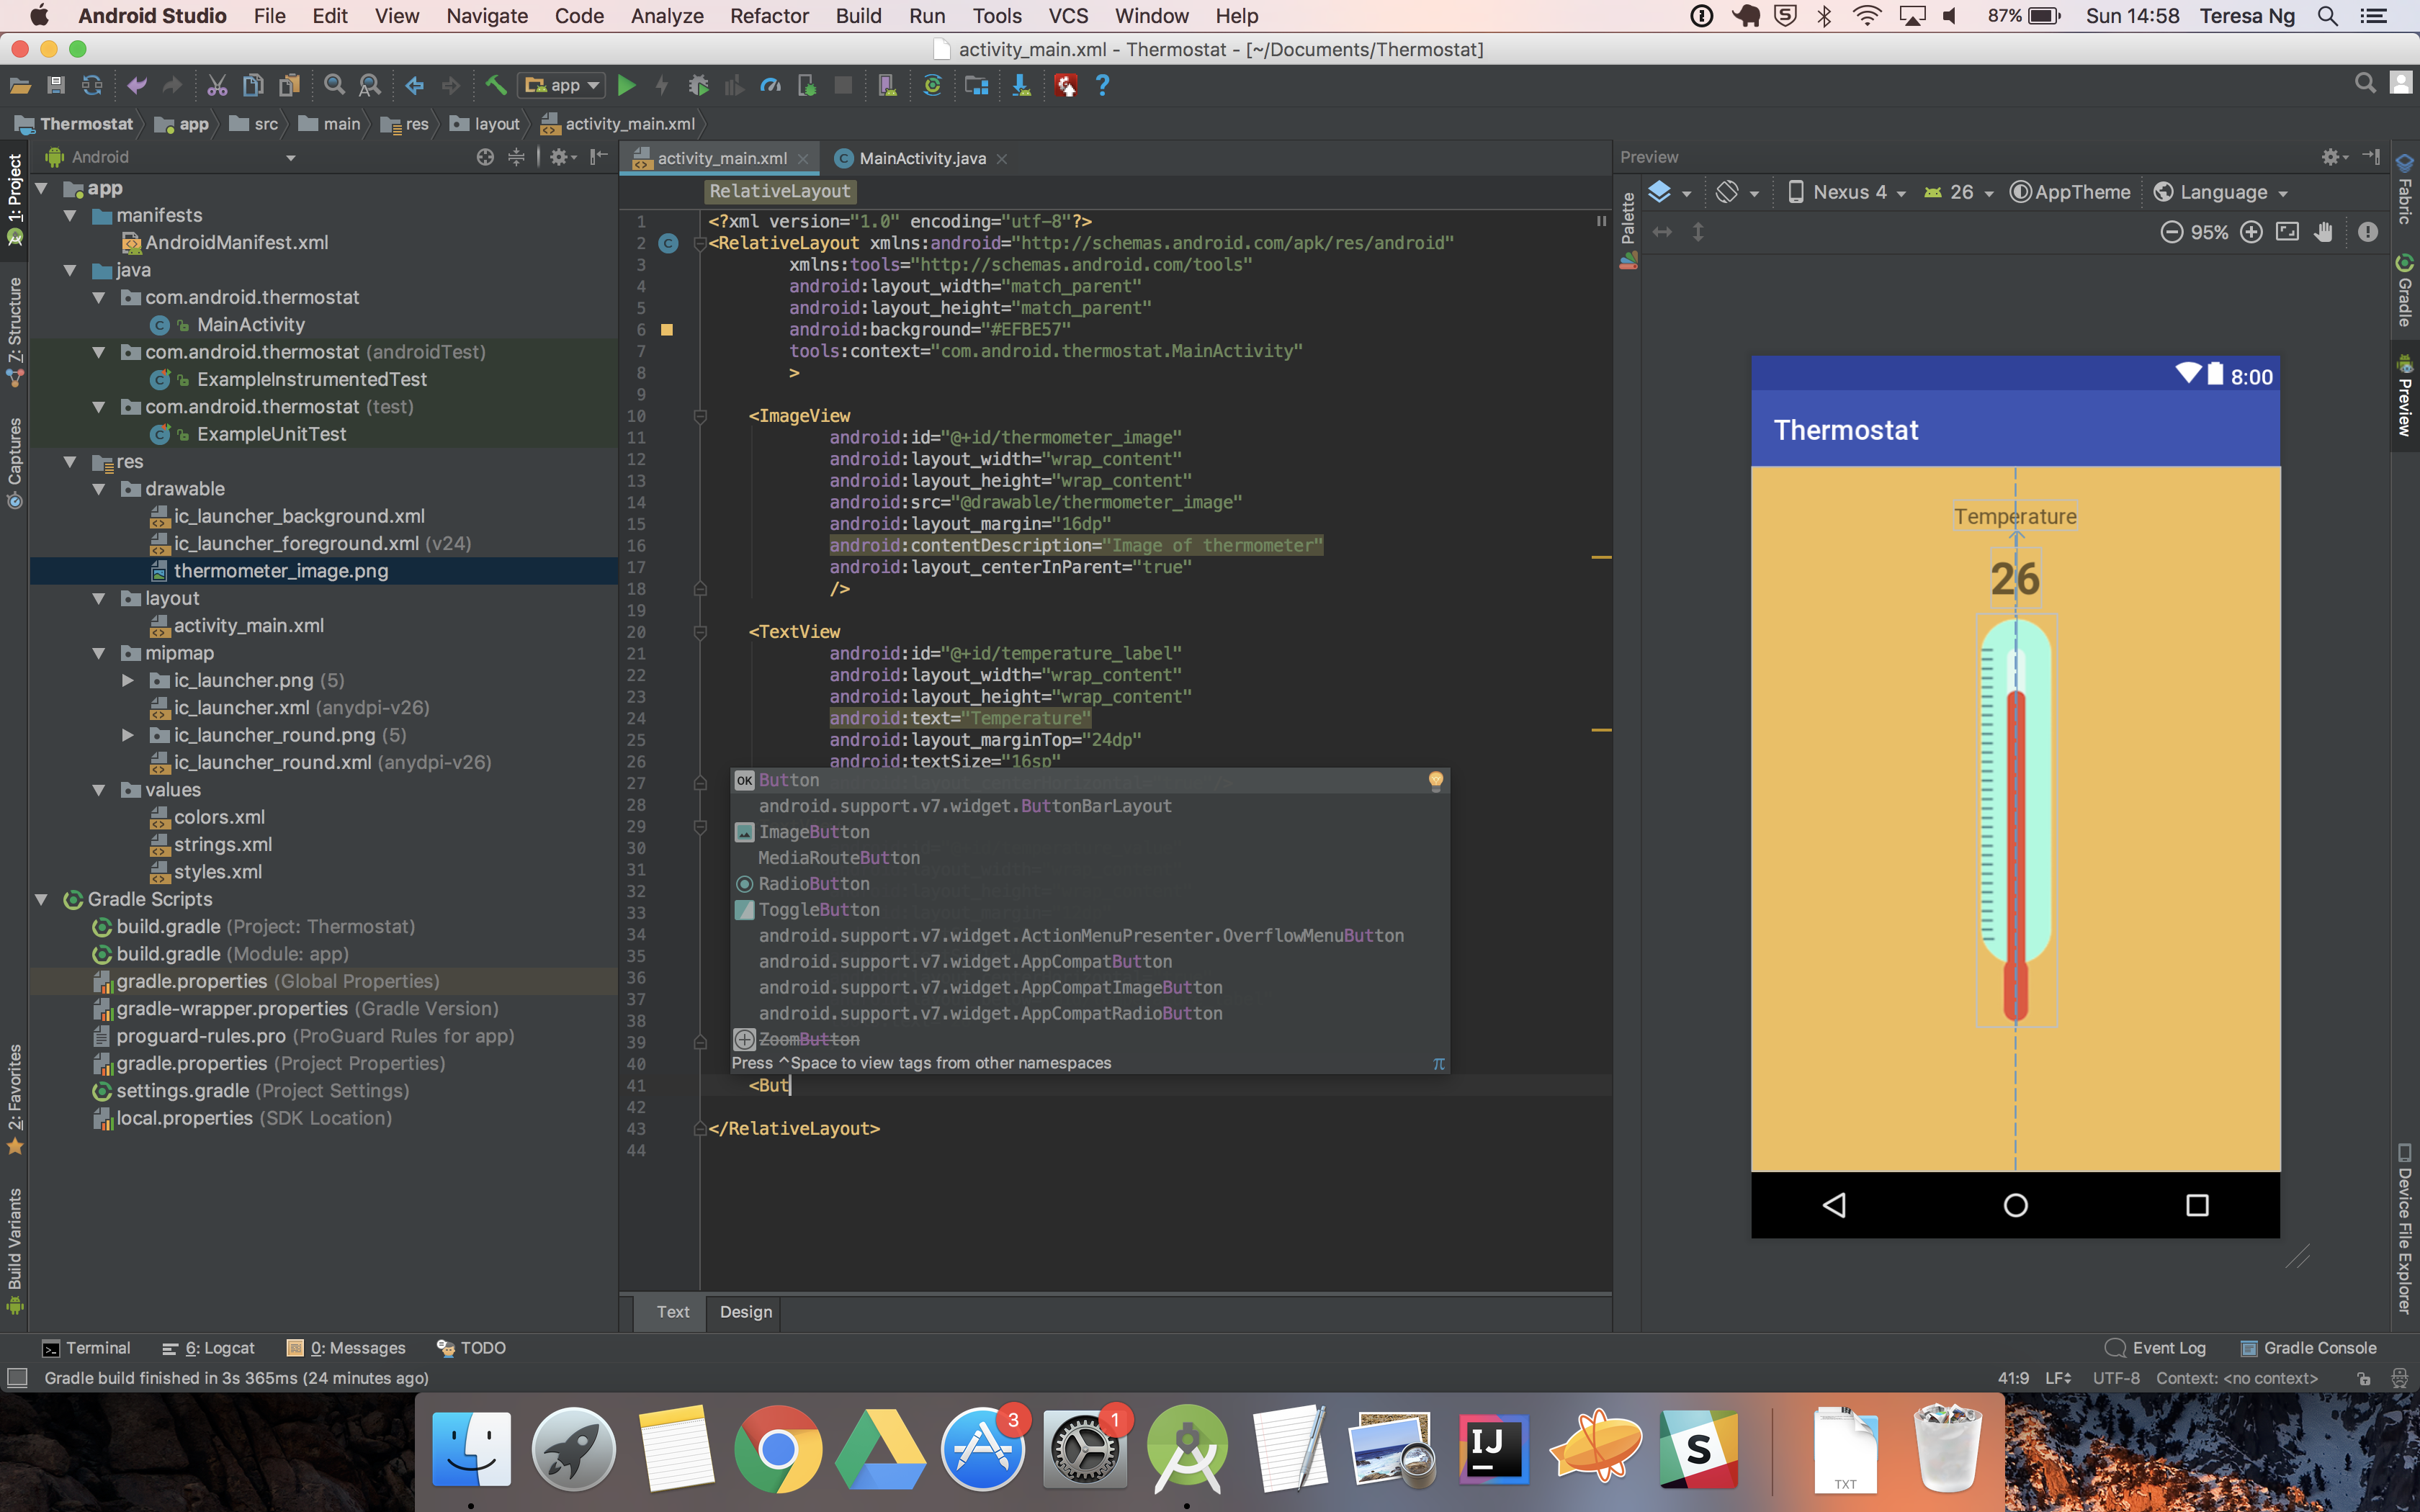 Android Studio File Edit View Navigate Code Analyze Refactor Build Run Tools VCS Window Help 87% Sun 14:58 Teresa Ng
activity_main.xml - Thermostat - [~/Documents/Thermostat]
app
Thermostat app src main res layout activity_main.xml
1: Project
7: Structure
Captures
2: Favorites
Build Variants
Android
app
manifests
AndroidManifest.xml
java
com.android.thermostat
MainActivity
com.android.thermostat (androidTest)
ExampleInstrumentedTest
com.android.thermostat (test)
ExampleUnitTest
res
drawable
ic_launcher_background.xml
ic_launcher_foreground.xml (v24)
thermometer_image.png
layout
activity_main.xml
mipmap
ic_launcher.png (5)
ic_launcher.xml (anydpi-v26)
ic_launcher_round.png (5)
ic_launcher_round.xml (anydpi-v26)
values
colors.xml
strings.xml
styles.xml
Gradle Scripts
build.gradle (Project: Thermostat)
build.gradle (Module: app)
gradle.properties (Global Properties)
gradle-wrapper.properties (Gradle Version)
proguard-rules.pro (ProGuard Rules for app)
gradle.properties (Project Properties)
settings.gradle (Project Settings)
local.properties (SDK Location)
activity_main.xml MainActivity.java
RelativeLayout
1 <?xml version="1.0" encoding="utf-8"?>
2 <RelativeLayout xmlns:android="http://schemas.android.com/apk/res/android"
3 xmlns:tools="http://schemas.android.com/tools"
4 android:layout_width="match_parent"
5 android:layout_height="match_parent"
6 android:background="#EFBE57"
7 tools:context="com.android.thermostat.MainActivity"
8 >
9
10 <ImageView
11 android:id="@+id/thermometer_image"
12 android:layout_width="wrap_content"
13 android:layout_height="wrap_content"
14 android:src="@drawable/thermometer_image"
15 android:layout_margin="16dp"
16 android:contentDescription="Image of thermometer"
17 android:layout_centerInParent="true"
18 />
19
20 <TextView
21 android:id="@+id/temperature_label"
22 android:layout_width="wrap_content"
23 android:layout_height="wrap_content"
24 android:text="Temperature"
25 android:layout_marginTop="24dp"
26 android:textSize="16sp"
27
28
29
30
31
32
33
34
35
36
37
38
39
40
OK Button
android.support.v7.widget.ButtonBarLayout
ImageButton
MediaRouteButton
RadioButton
ToggleButton
android.support.v7.widget.ActionMenuPresenter.OverflowMenuButton
android.support.v7.widget.AppCompatButton
android.support.v7.widget.AppCompatImageButton
android.support.v7.widget.AppCompatRadioButton
ZoomButton
Press ^Space to view tags from other namespaces π
41 <But
42
43 </RelativeLayout>
44
Text Design
Preview
Palette
Nexus 4 26 AppTheme Language
95%
8:00
Thermostat
Temperature
26
Fabric
Gradle
Preview
Device File Explorer
Terminal 6: Logcat 0: Messages TODO Event Log Gradle Console
Gradle build finished in 3s 365ms (24 minutes ago) 41:9 LF UTF-8 Context: <no context>
3
1
IJ
S
TXT